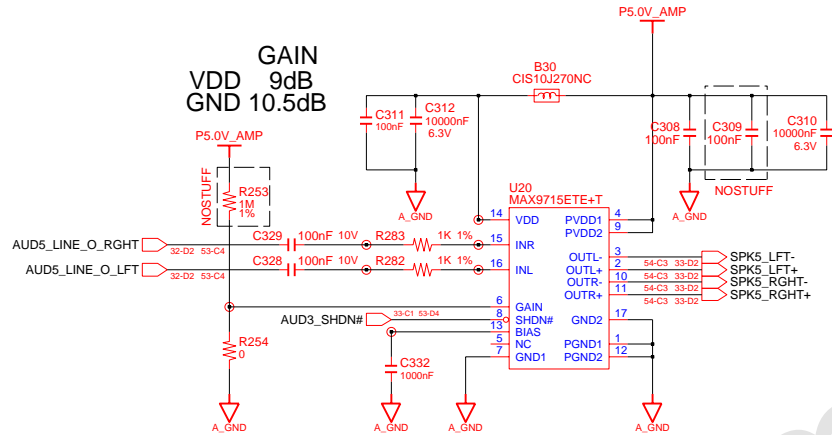 P5.0V_AMP
GAIN
VDD 9dB
GND 10.5dB
B30
CIS10J270NC
C311
100nF
C312
10000nF
6.3V
C308
100nF
C309
100nF
C310
10000nF
6.3V
P5.0V_AMP
NOSTUFF
R253
1M
1%
A_GND
A_GND
NOSTUFF
U20
MAX9715ETE+T
14 VDD PVDD1 4
PVDD2 9
AUD5_LINE_O_RGHT 32-D2 53-C4 C329 100nF 10V R283 1K 1% 15 INR
OUTL- 3 54-C3 33-D2 SPK5_LFT-
AUD5_LINE_O_LFT 32-D2 53-C4 C328 100nF 10V R282 1K 1% 16 INL
OUTL+ 2 54-C3 33-D2 SPK5_LFT+
OUTR- 10 54-C3 33-D2 SPK5_RGHT-
OUTR+ 11 54-C3 33-D2 SPK5_RGHT+
6 GAIN
AUD3_SHDN# 33-C1 53-D4 8 SHDN# GND2 17
13 BIAS
5 NC PGND1 1
7 GND1 PGND2 12
R254
0
C332
1000nF
A_GND
A_GND
A_GND
A_GND